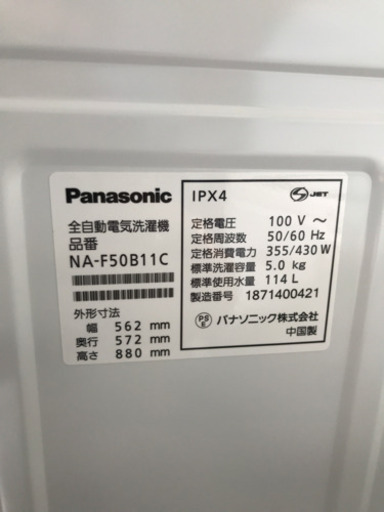 Panasonic
全自動電気洗濯機
品番
NA-F50B11C
外形寸法
幅 562 mm
奥行 572 mm
高さ 880 mm
IPX4
S JET
定格電圧 100 V ～
定格周波数 50/60 Hz
定格消費電力 355/430 W
標準洗濯容量 5.0 kg
標準使用水量 114 L
製造番号 1871400421
PS E パナソニック株式会社
中国製